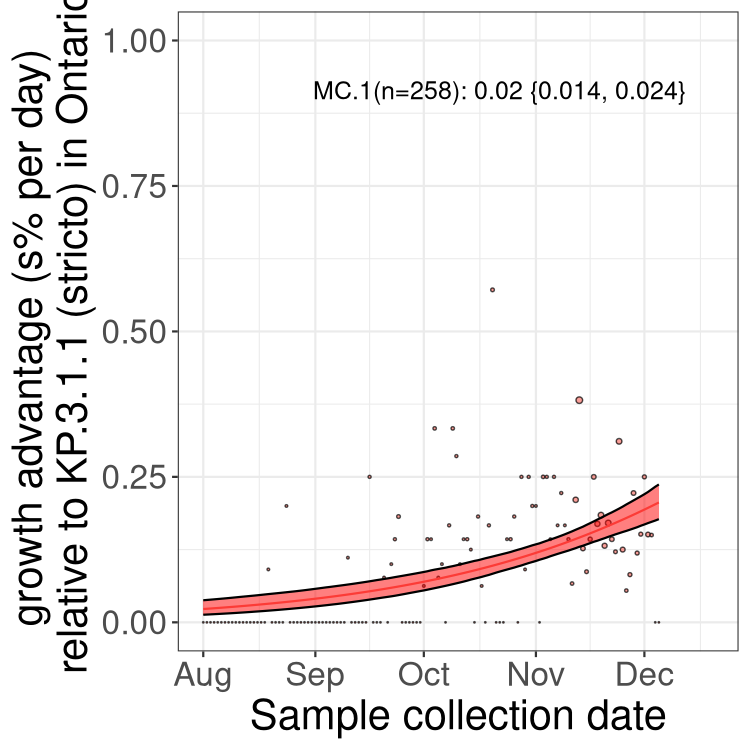 growth advantage (s% per day)
relative to KP.3.1.1 (stricto) in Ontario
1.00
0.75
0.50
0.25
0.00
MC.1(n=258): 0.02 {0.014, 0.024}
Aug Sep Oct Nov Dec
Sample collection date